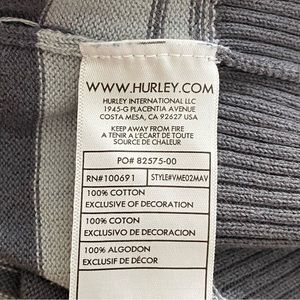 WWW.HURLEY.COM
HURLEY INTERNATIONAL LLC
1945-G PLACENTIA AVENUE
COSTA MESA, CA 92627 USA
KEEP AWAY FROM FIRE
A TENIR A L'ECART DE TOUTE
SOURCE DE CHALEUR
PO# 82575-00
RN#100691 STYLE#VME02MAV
100% COTTON
EXCLUSIVE OF DECORATION
100% COTON
EXCLUSIF DE DECORATION
100% ALGODON
EXCLUSIF DE DÉCOR